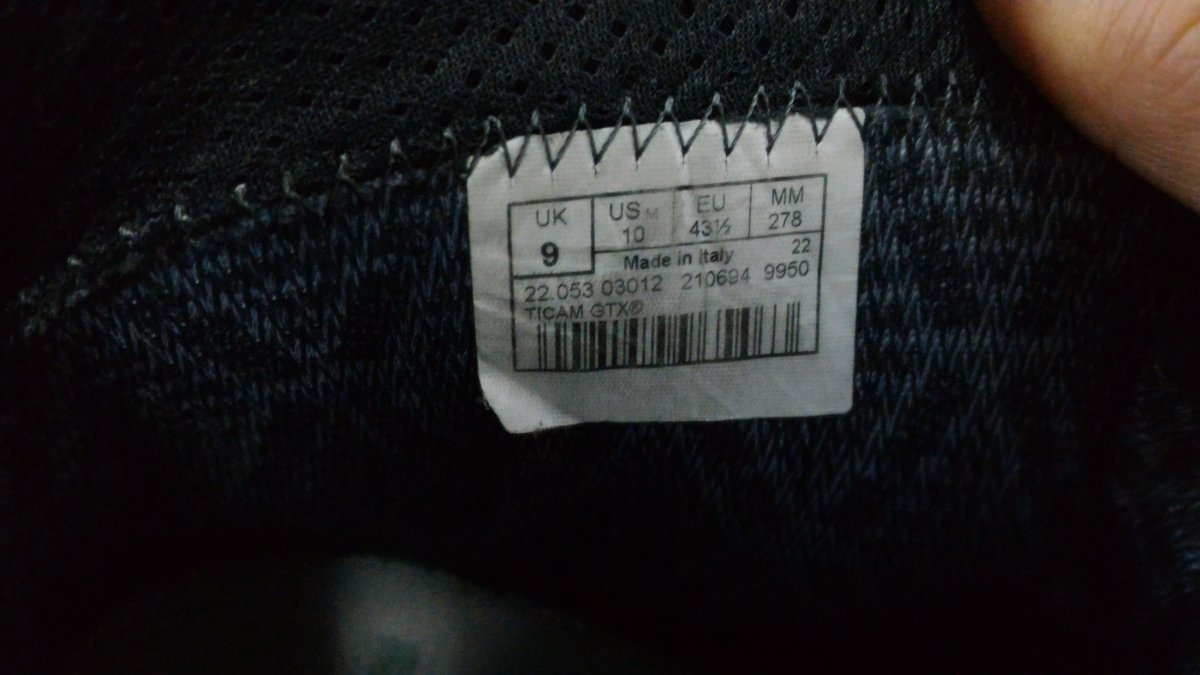 UK US M EU MM
9 10 43½ 278
Made in Italy 22
22.053 03012 210694 9950
TICAM GTX®